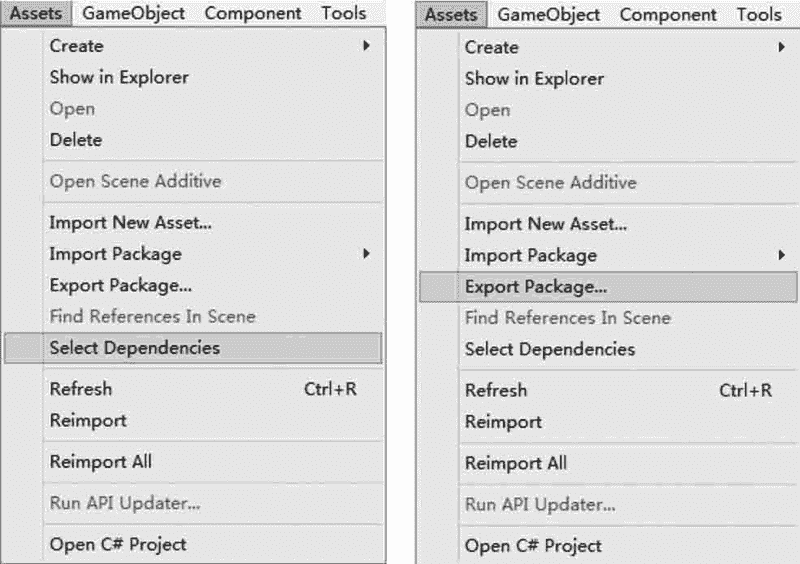 Assets GameObject Component Tools
Create
Show in Explorer
Open
Delete
Open Scene Additive
Import New Asset...
Import Package
Export Package...
Find References In Scene
Select Dependencies
Refresh Ctrl+R
Reimport
Reimport All
Run API Updater...
Open C# Project
Assets GameObject Component Tools
Create
Show in Explorer
Open
Delete
Open Scene Additive
Import New Asset...
Import Package
Export Package...
Find References In Scene
Select Dependencies
Refresh Ctrl+R
Reimport
Reimport All
Run API Updater...
Open C# Project